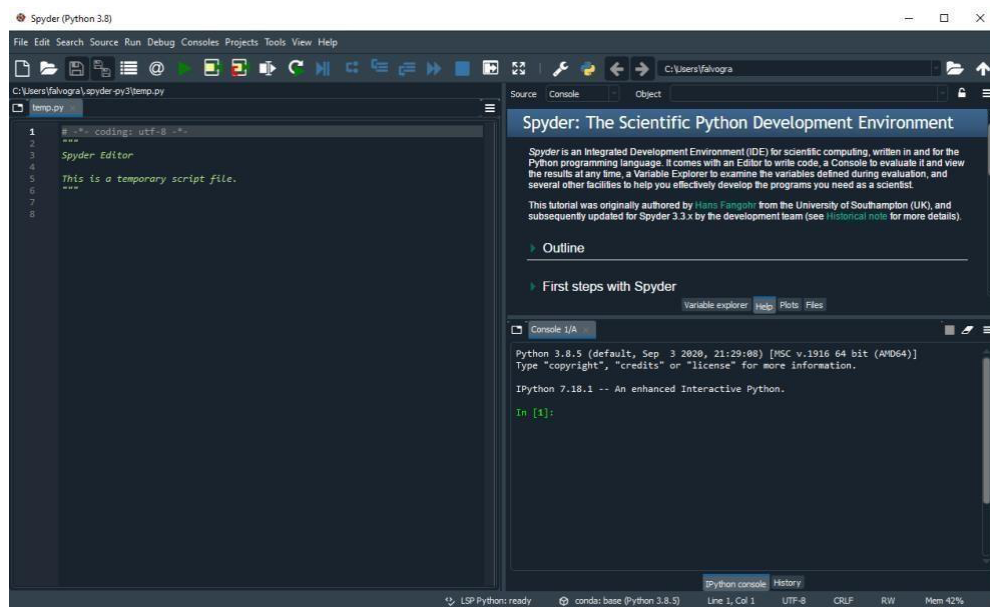 Spyder (Python 3.8)
File Edit Search Source Run Debug Consoles Projects Tools View Help
C:\Users\falvogra
C:\Users\falvogra\.spyder-py3\temp.py
temp.py
1 # -*- coding: utf-8 -*-
2 """
3 Spyder Editor
4
5 This is a temporary script file.
6 """
7
8
Source Console Object
Spyder: The Scientific Python Development Environment
Spyder is an Integrated Development Environment (IDE) for scientific computing, written in and for the
Python programming language. It comes with an Editor to write code, a Console to evaluate it and view
the results at any time, a Variable Explorer to examine the variables defined during evaluation, and
several other facilities to help you effectively develop the programs you need as a scientist.
This tutorial was originally authored by Hans Fangohr from the University of Southampton (UK), and
subsequently updated for Spyder 3.3.x by the development team (see Historical note for more details).
Outline
First steps with Spyder
Variable explorer Help Plots Files
Console 1/A
Python 3.8.5 (default, Sep 3 2020, 21:29:08) [MSC v.1916 64 bit (AMD64)]
Type "copyright", "credits" or "license" for more information.
IPython 7.18.1 -- An enhanced Interactive Python.
In [1]:
IPython console History
LSP Python: ready conda: base (Python 3.8.5) Line 1, Col 1 UTF-8 CRLF RW Mem 42%